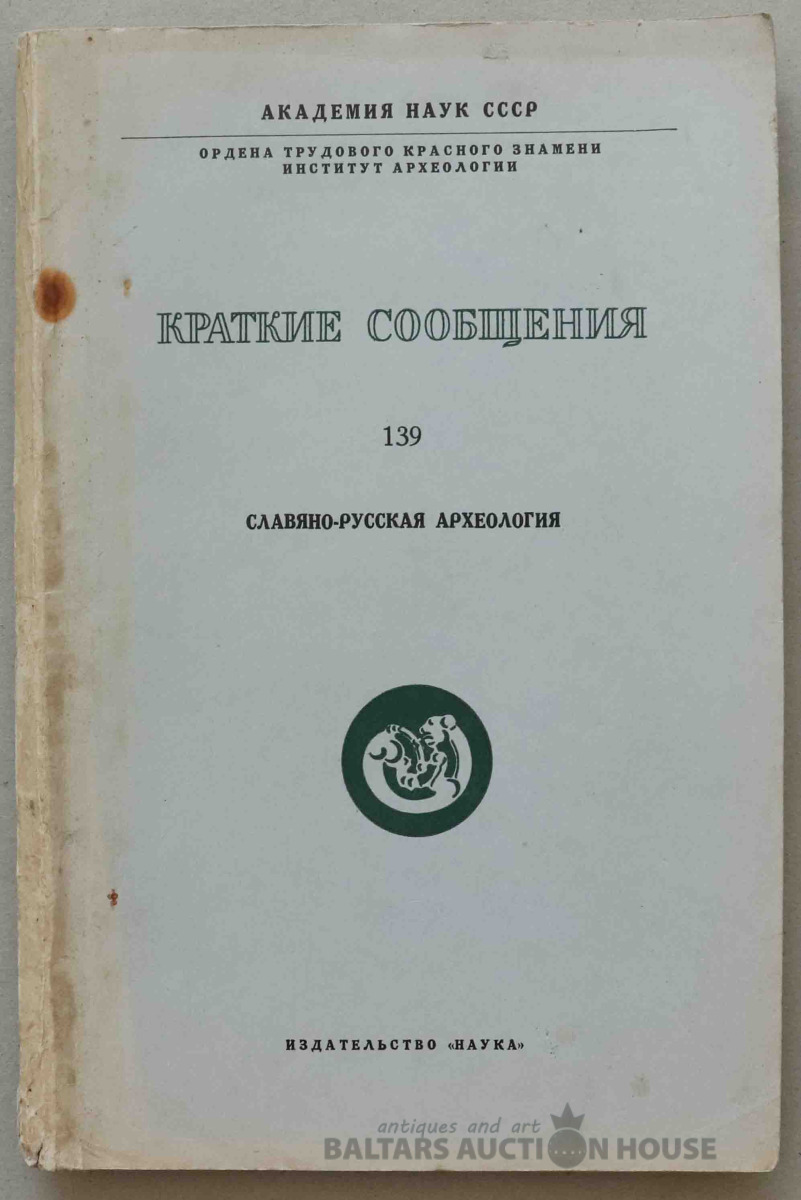 АКАДЕМИЯ НАУК СССР
ОРДЕНА ТРУДОВОГО КРАСНОГО ЗНАМЕНИ
ИНСТИТУТ АРХЕОЛОГИИ
КРАТКИЕ СООБЩЕНИЯ
139
СЛАВЯНО-РУССКАЯ АРХЕОЛОГИЯ
ИЗДАТЕЛЬСТВО «НАУКА»
antiques and art
BALTARS AUCTION HOUSE